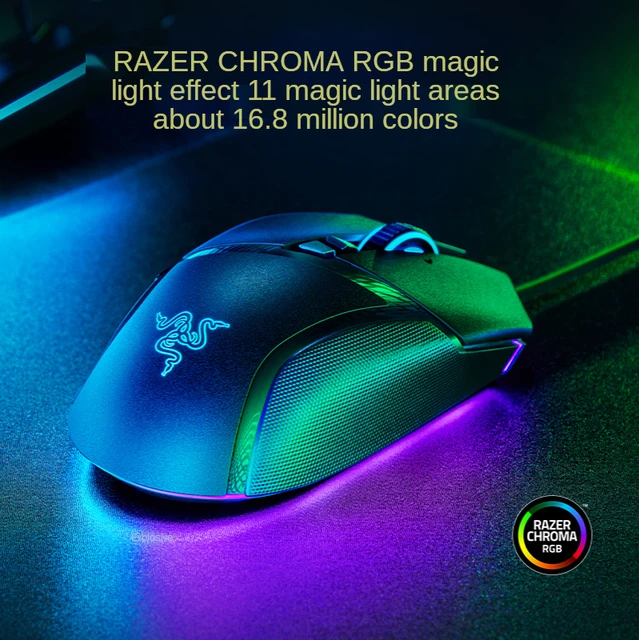 RAZER CHROMA RGB magic
light effect 11 magic light areas
about 16.8 million colors
RAZER
CHROMA
RGB